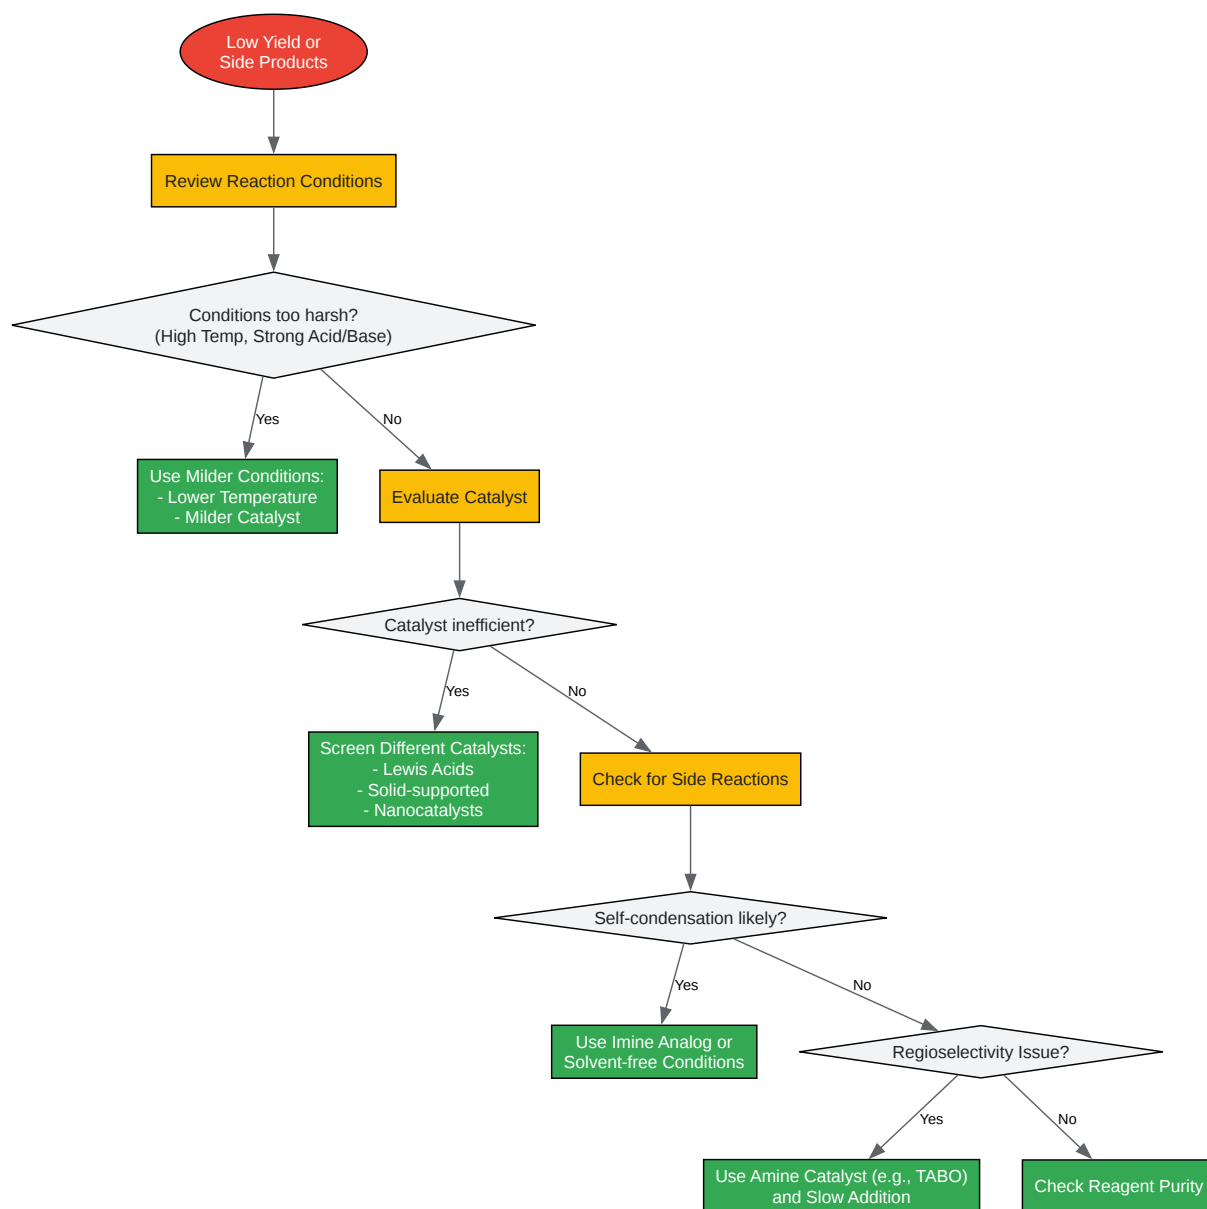 Low Yield or
Side Products
Review Reaction Conditions
Conditions too harsh?
(High Temp, Strong Acid/Base)
Yes
No
Use Milder Conditions:
- Lower Temperature
- Milder Catalyst
Evaluate Catalyst
Catalyst inefficient?
Yes
No
Screen Different Catalysts:
- Lewis Acids
- Solid-supported
- Nanocatalysts
Check for Side Reactions
Self-condensation likely?
Yes
No
Use Imine Analog or
Solvent-free Conditions
Regioselectivity Issue?
Yes
No
Use Amine Catalyst (e.g., TABO)
and Slow Addition
Check Reagent Purity